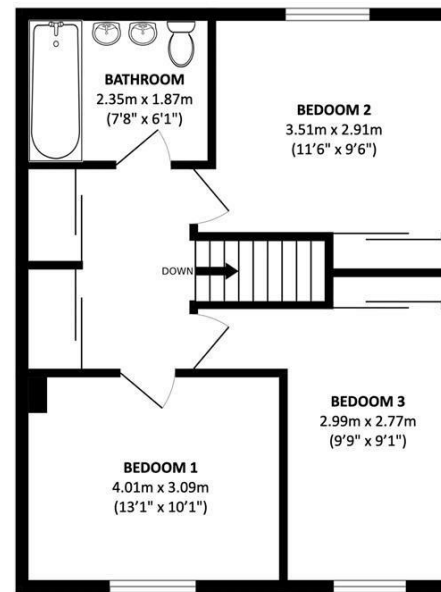 BATHROOM
2.35m x 1.87m
(7'8" x 6'1")
BEDOOM 2
3.51m x 2.91m
(11'6" x 9'6")
DOWN
BEDOOM 3
2.99m x 2.77m
(9'9" x 9'1")
BEDOOM 1
4.01m x 3.09m
(13'1" x 10'1")